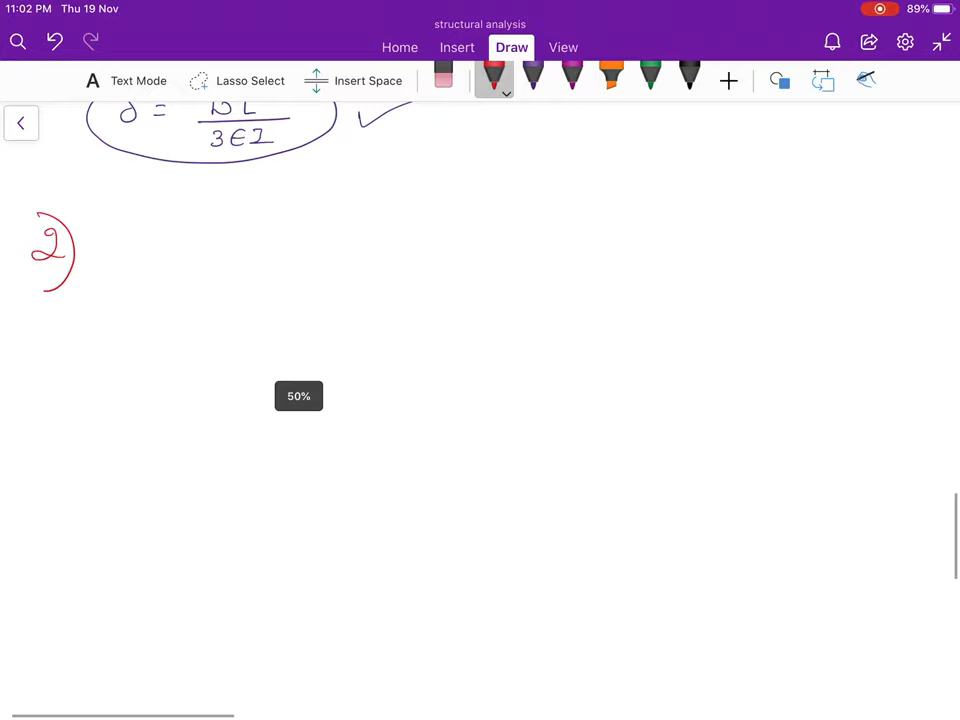 11:02 PM Thu 19 Nov
89%
structural analysis
Home Insert Draw View
A Text Mode Lasso Select Insert Space
3EI
2)
50%